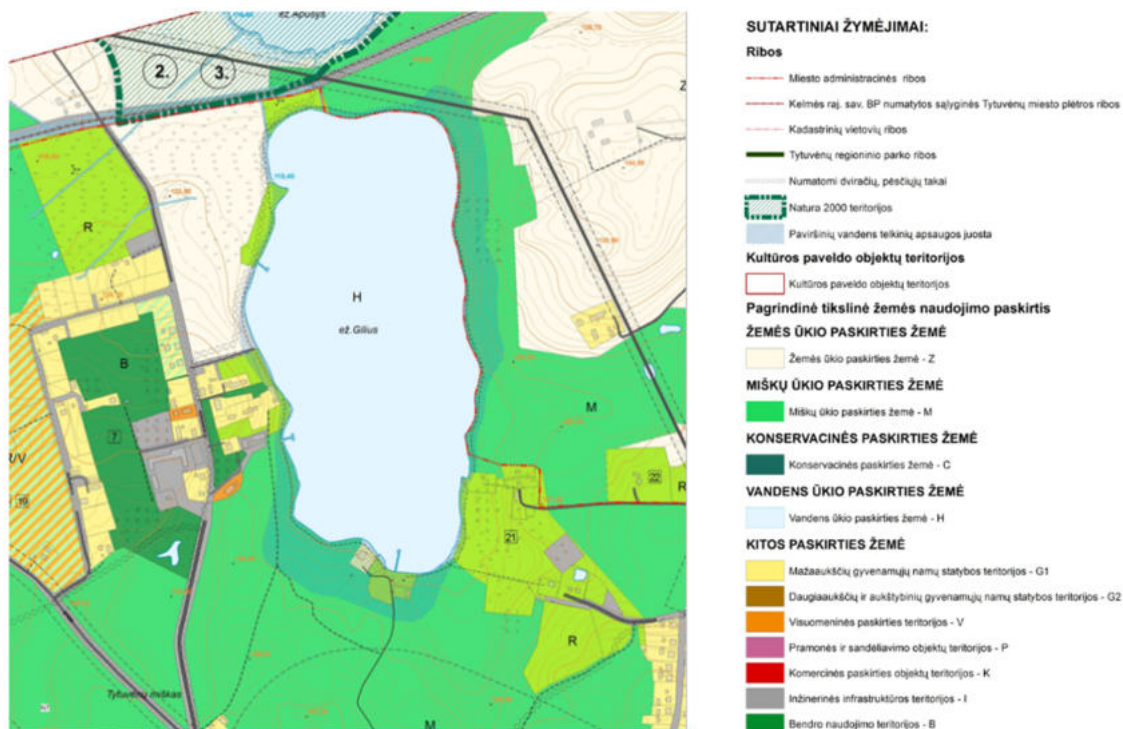 ež.Apušys
2.
3.
Z
R
H
ež.Gilius
B
M
7
R/V
19
22
R
21
R
Tytuvėnų miškas
M
SUTARTINIAI ŽYMĖJIMAI:
Ribos
Miesto administracinės ribos
Kelmės raj. sav. BP numatytos sąlyginės Tytuvėnų miesto plėtros ribos
Kadastrinių vietovių ribos
Tytuvėnų regioninio parko ribos
Numatomi dviračių, pėsčiųjų takai
Natura 2000 teritorijos
Paviršinių vandens telkinių apsaugos juosta
Kultūros paveldo objektų teritorijos
Kultūros paveldo objektų teritorijos
Pagrindinė tikslinė žemės naudojimo paskirtis
ŽEMĖS ŪKIO PASKIRTIES ŽEMĖ
Žemės ūkio paskirties žemė - Z
MIŠKŲ ŪKIO PASKIRTIES ŽEMĖ
Miškų ūkio paskirties žemė - M
KONSERVACINĖS PASKIRTIES ŽEMĖ
Konservacinės paskirties žemė - C
VANDENS ŪKIO PASKIRTIES ŽEMĖ
Vandens ūkio paskirties žemė - H
KITOS PASKIRTIES ŽEMĖ
Mažaaukščių gyvenamųjų namų statybos teritorijos - G1
Daugiaaukščių ir aukštybinių gyvenamųjų namų statybos teritorijos - G2
Visuomeninės paskirties teritorijos - V
Pramonės ir sandėliavimo objektų teritorijos - P
Komercinės paskirties objektų teritorijos - K
Inžinerinės infrastruktūros teritorijos - I
Bendro naudojimo teritorijos - B